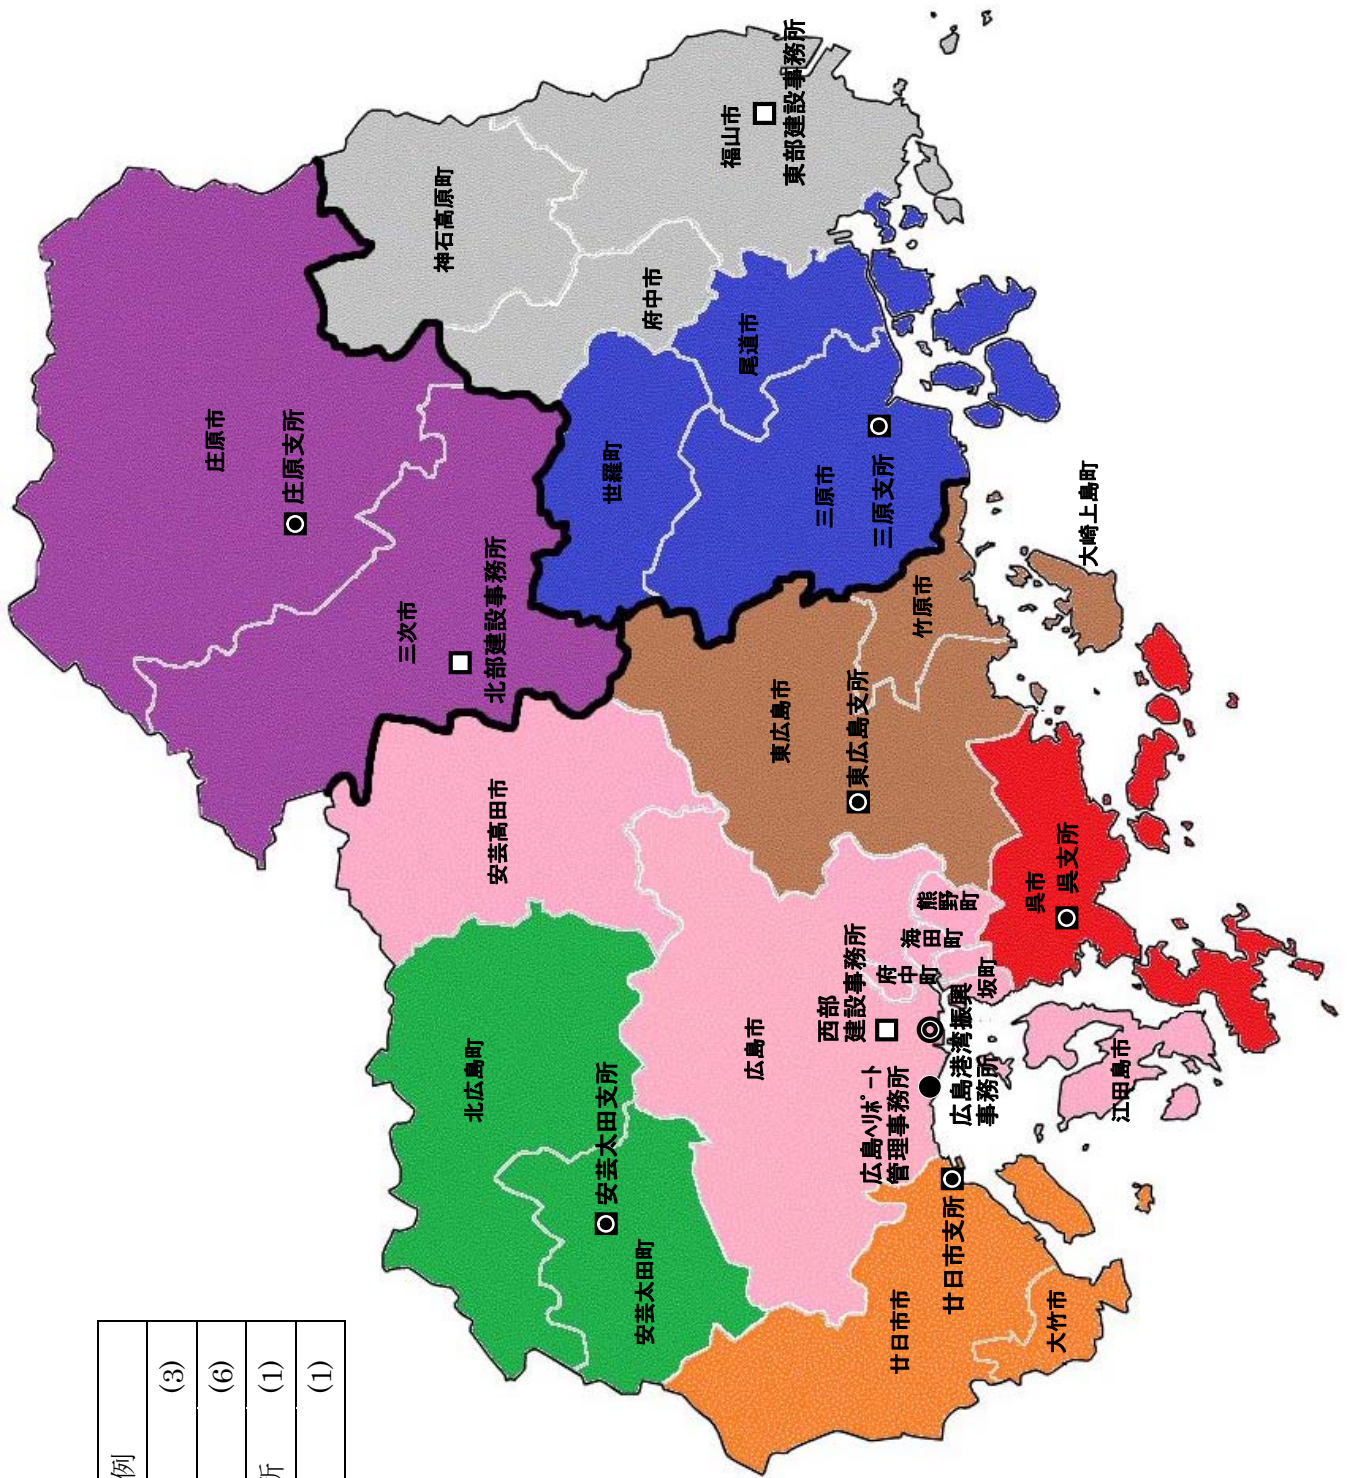 例
(3)
(6)
所
(1)
(1)
庄原市
庄原支所
三次市
北部建設事務所
神石高原町
府中市
福山市
東部建設事務所
世羅町
尾道市
三原市
三原支所
安芸高田市
北広島町
安芸太田支所
安芸太田町
広島市
東広島市
東広島支所
竹原市
大崎上島町
熊野町
海田町
府中町
坂町
西部
建設事務所
広島ヘリポート
管理事務所
広島港湾振興
事務所
呉市
呉支所
江田島市
廿日市市
廿日市支所
大竹市